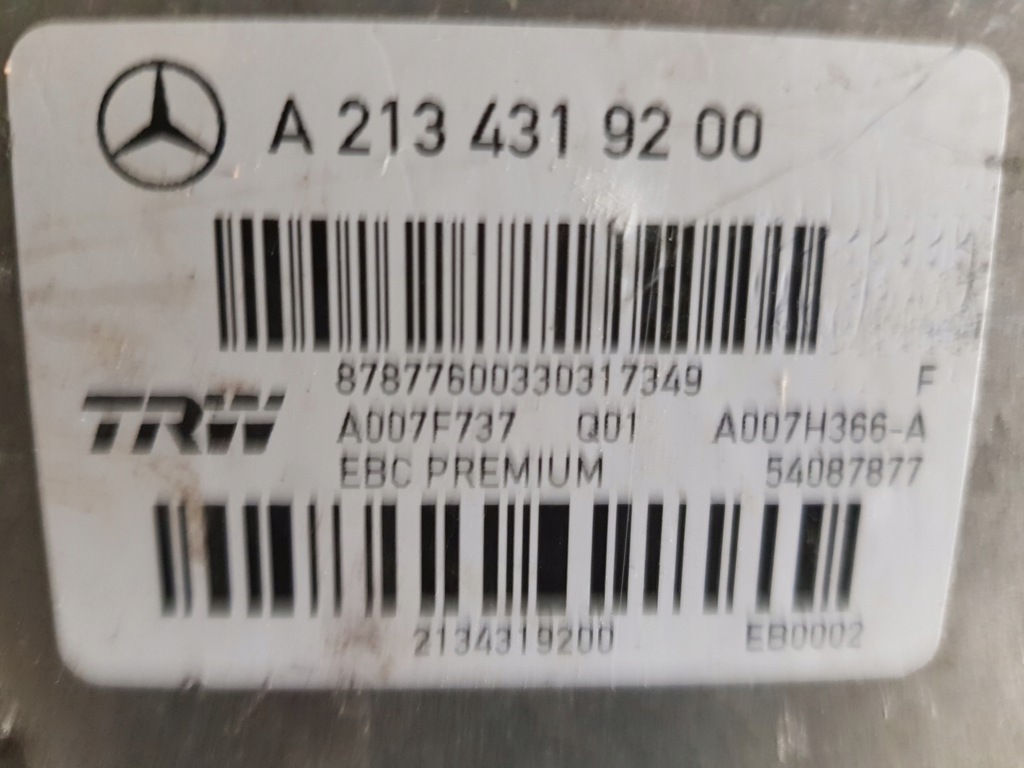 A 213 431 92 00
87877600330317349 F
TRW A007F737 Q01 A007H366-A
EBC PREMIUM 54087877
2134319200 EB0002